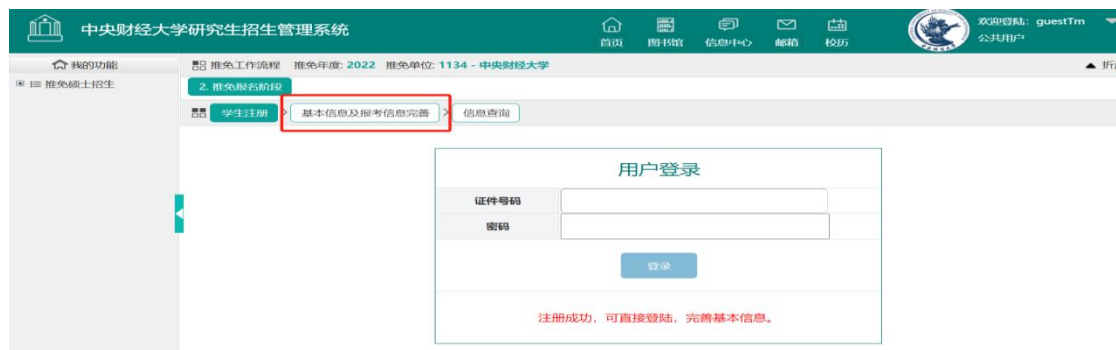 中央财经大学研究生招生管理系统
首页 图书馆 信息中心 邮箱 校历
欢迎登陆: guestTm
公共用户
我的功能
推免工作流程 推免年度: 2022 推免单位: 1134 - 中央财经大学
推免硕士招生
2. 推免报名阶段
学生注册 > 基本信息及报考信息完善 > 信息查询
用户登录
证件号码
密码
登录
注册成功，可直接登陆，完善基本信息。